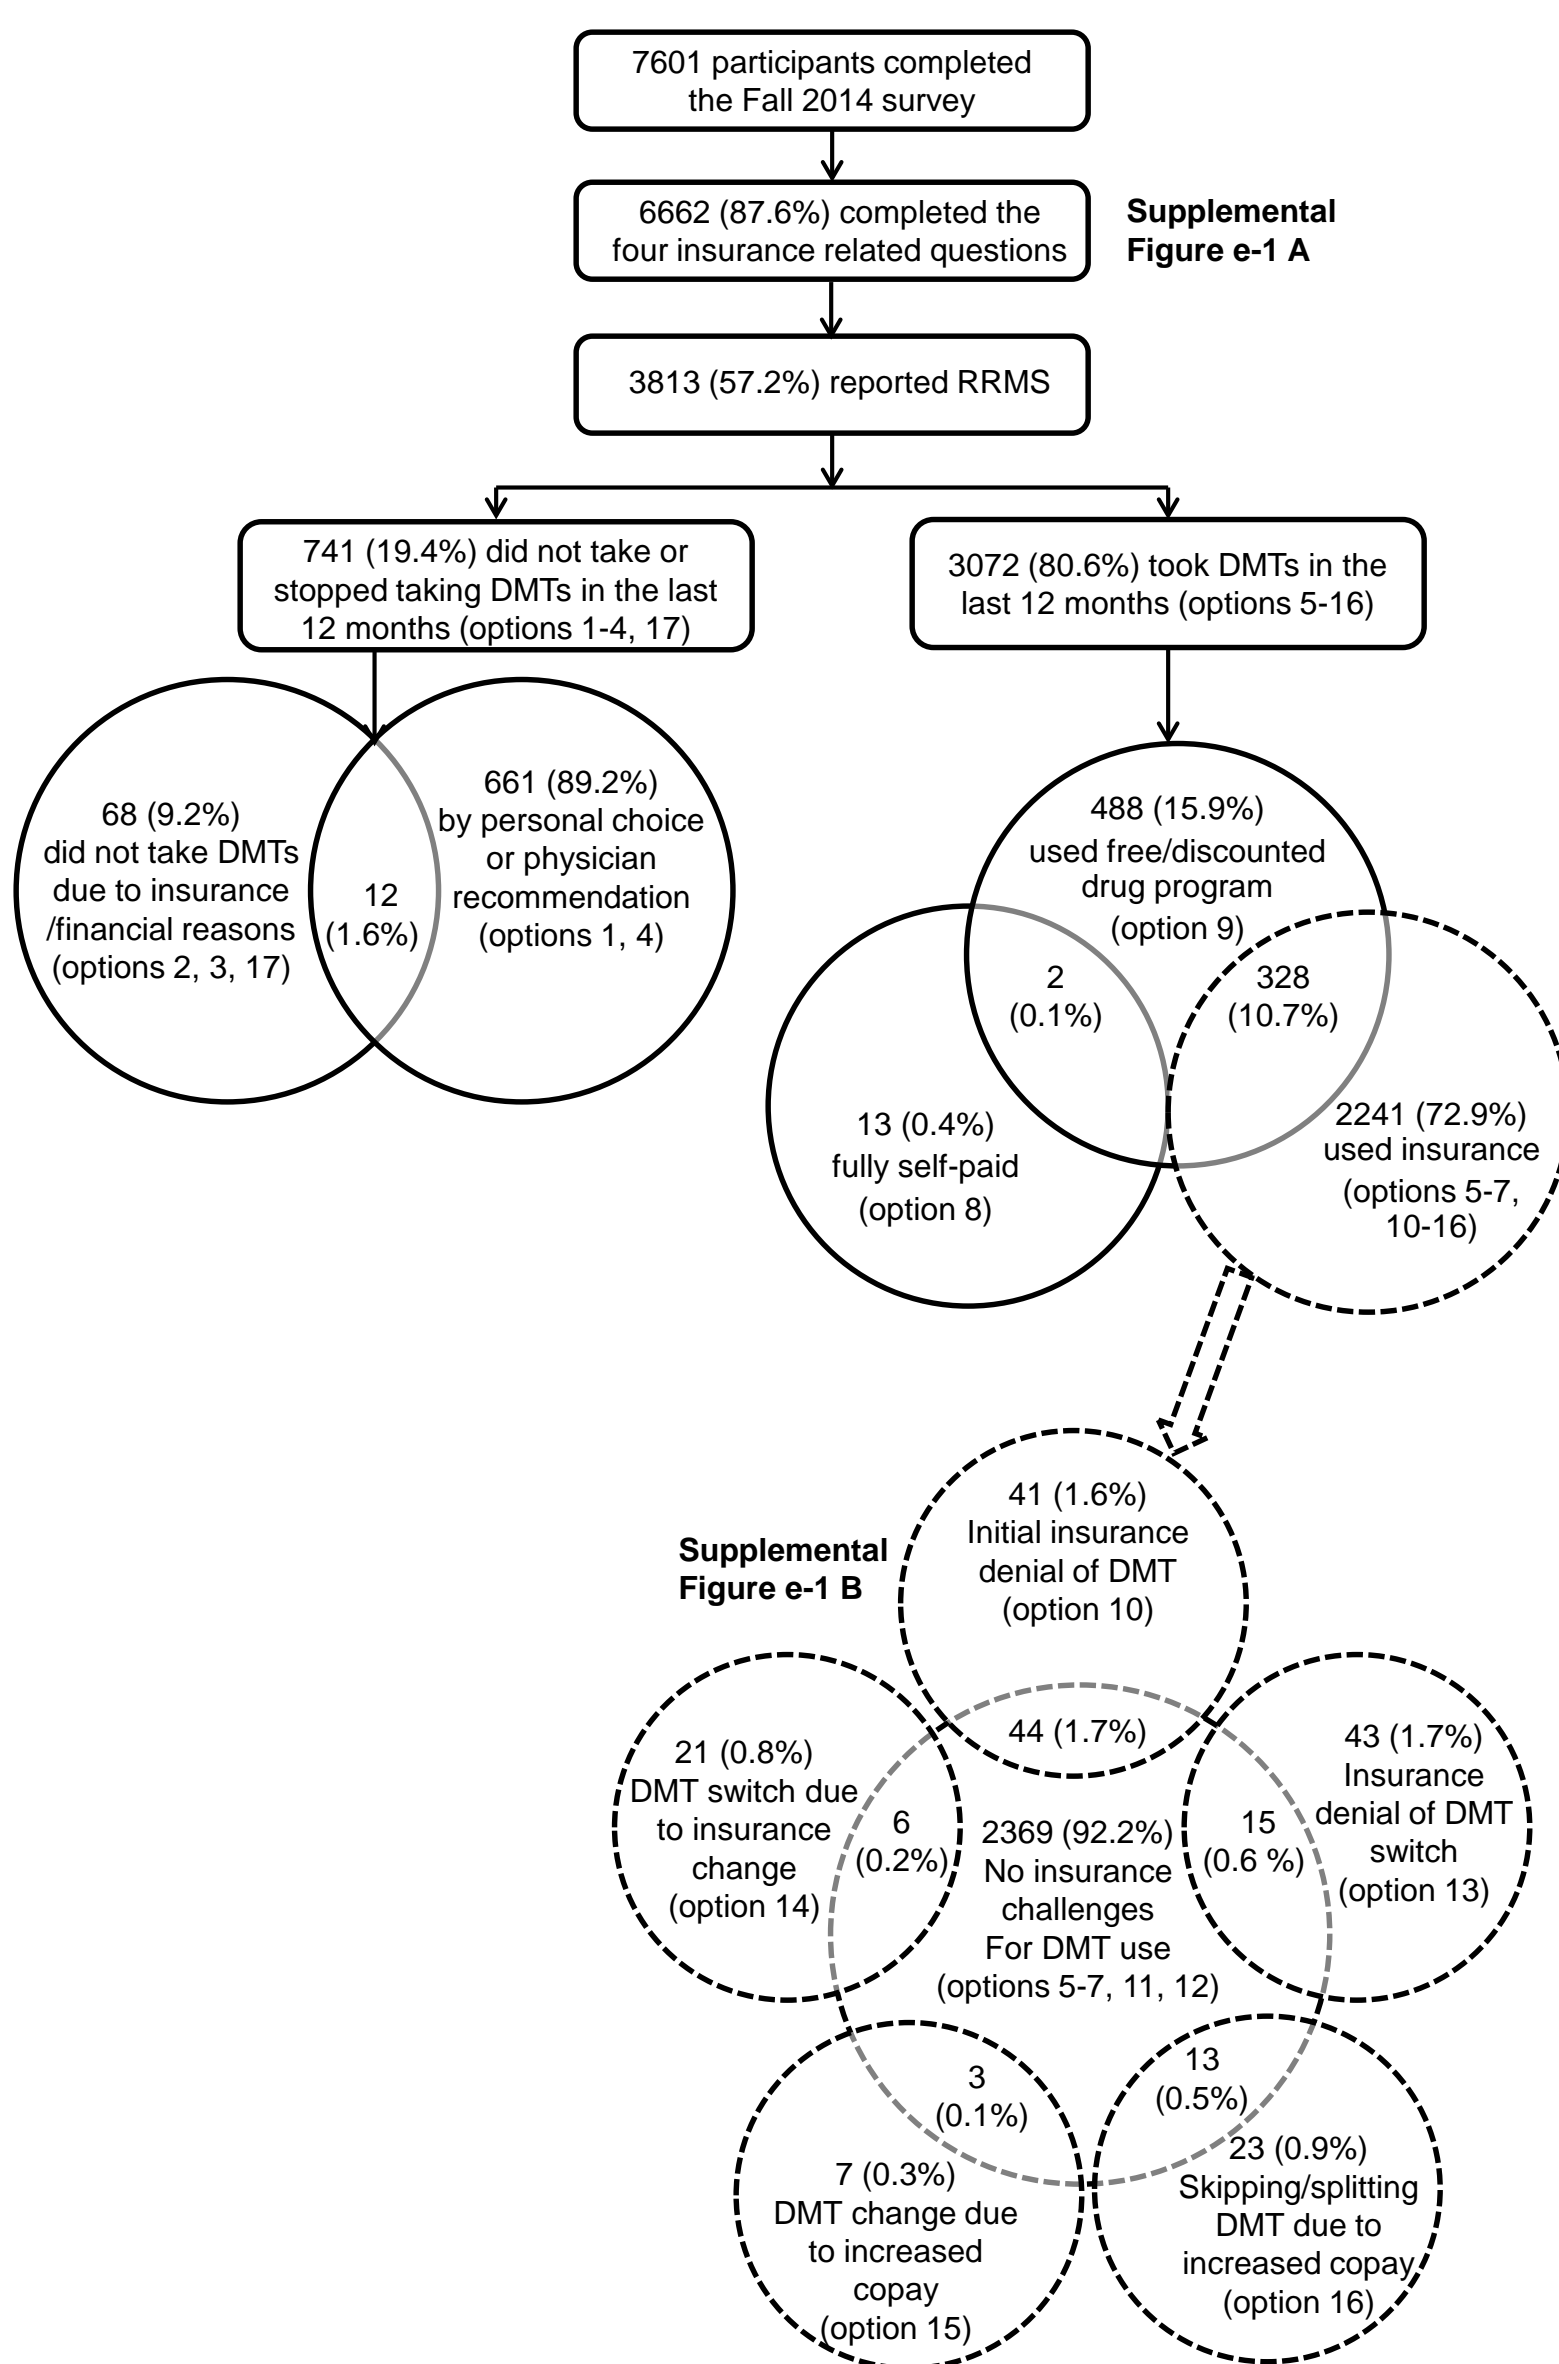 7601 participants completed
the Fall 2014 survey
6662 (87.6%) completed the
four insurance related questions
Supplemental
Figure e-1 A
3813 (57.2%) reported RRMS
741 (19.4%) did not take or
stopped taking DMTs in the last
12 months (options 1-4, 17)
3072 (80.6%) took DMTs in the
last 12 months (options 5-16)
68 (9.2%)
did not take DMTs
due to insurance
/financial reasons
(options 2, 3, 17)
12
(1.6%)
661 (89.2%)
by personal choice
or physician
recommendation
(options 1, 4)
488 (15.9%)
used free/discounted
drug program
(option 9)
2
(0.1%)
328
(10.7%)
13 (0.4%)
fully self-paid
(option 8)
2241 (72.9%)
used insurance
(options 5-7,
10-16)
Supplemental
Figure e-1 B
41 (1.6%)
Initial insurance
denial of DMT
(option 10)
44 (1.7%)
21 (0.8%)
DMT switch due
to insurance
change
(option 14)
6
(0.2%)
2369 (92.2%)
No insurance
challenges
For DMT use
(options 5-7, 11, 12)
15
(0.6 %)
43 (1.7%)
Insurance
denial of DMT
switch
(option 13)
3
(0.1%)
7 (0.3%)
DMT change due
to increased
copay
(option 15)
13
(0.5%)
23 (0.9%)
Skipping/splitting
DMT due to
increased copay
(option 16)